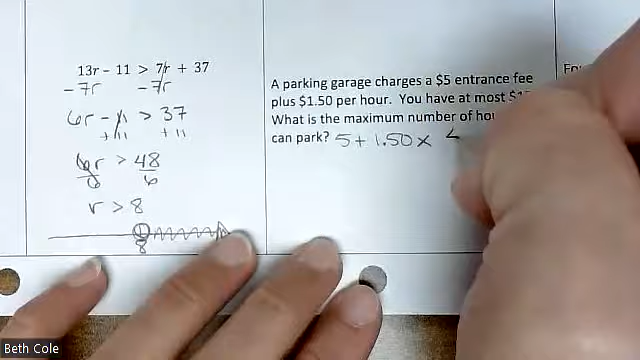 13r − 11 > 7r + 37
−7r −7r
6r − 11 > 37
+11 +11
6r > 48
6 6
r > 8
8
A parking garage charges a $5 entrance fee
plus $1.50 per hour. You have at most
What is the maximum number of
can park? 5 + 1.50x <
Beth Cole